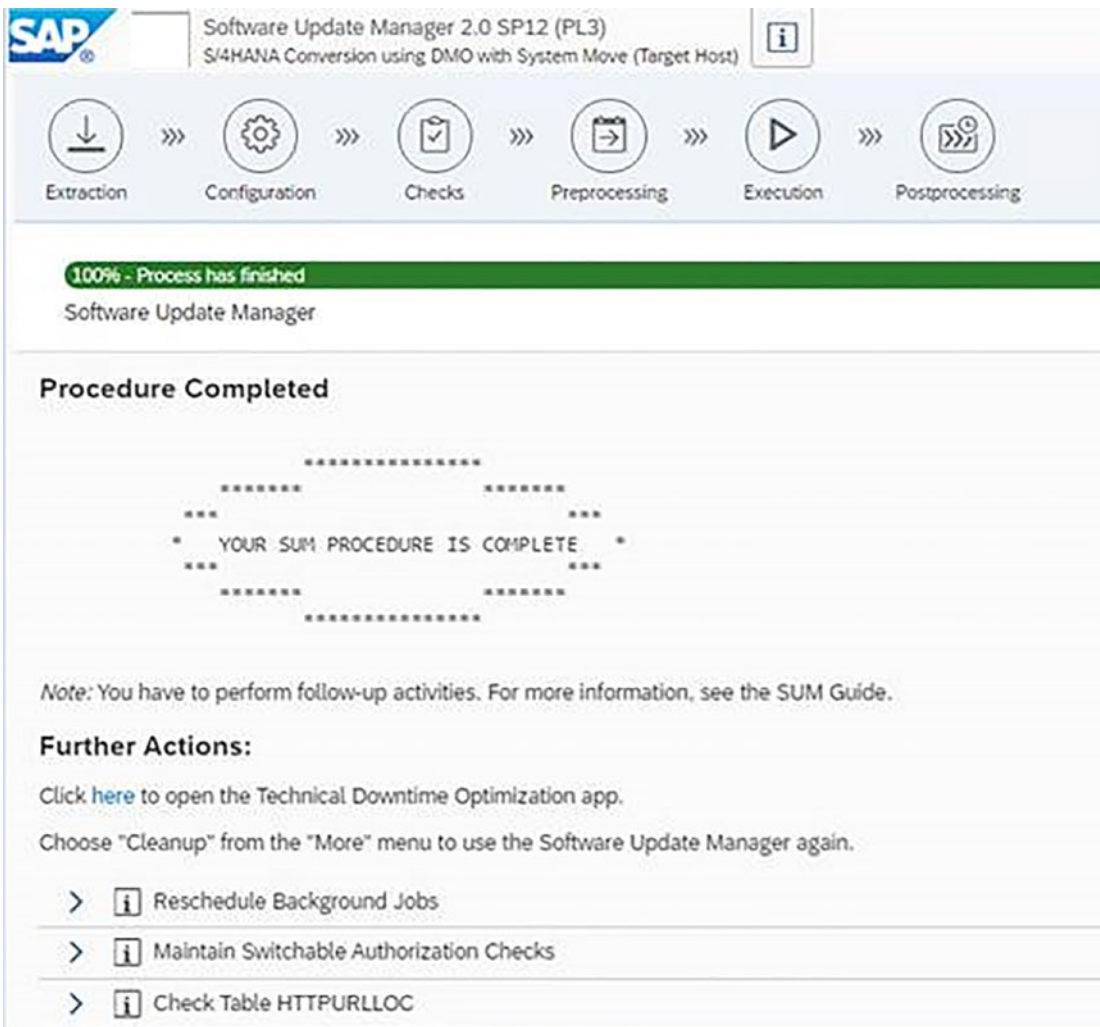 SAP
®
Software Update Manager 2.0 SP12 (PL3)
S/4HANA Conversion using DMO with System Move (Target Host)
i
Extraction
Configuration
Checks
Preprocessing
Execution
Postprocessing
100% - Process has finished
Software Update Manager
Procedure Completed
***************
******* *******
*** ***
* YOUR SUM PROCEDURE IS COMPLETE *
*** ***
******* *******
***************
Note: You have to perform follow-up activities. For more information, see the SUM Guide.
Further Actions:
Click here to open the Technical Downtime Optimization app.
Choose "Cleanup" from the "More" menu to use the Software Update Manager again.
i Reschedule Background Jobs
i Maintain Switchable Authorization Checks
i Check Table HTTPURLLOC